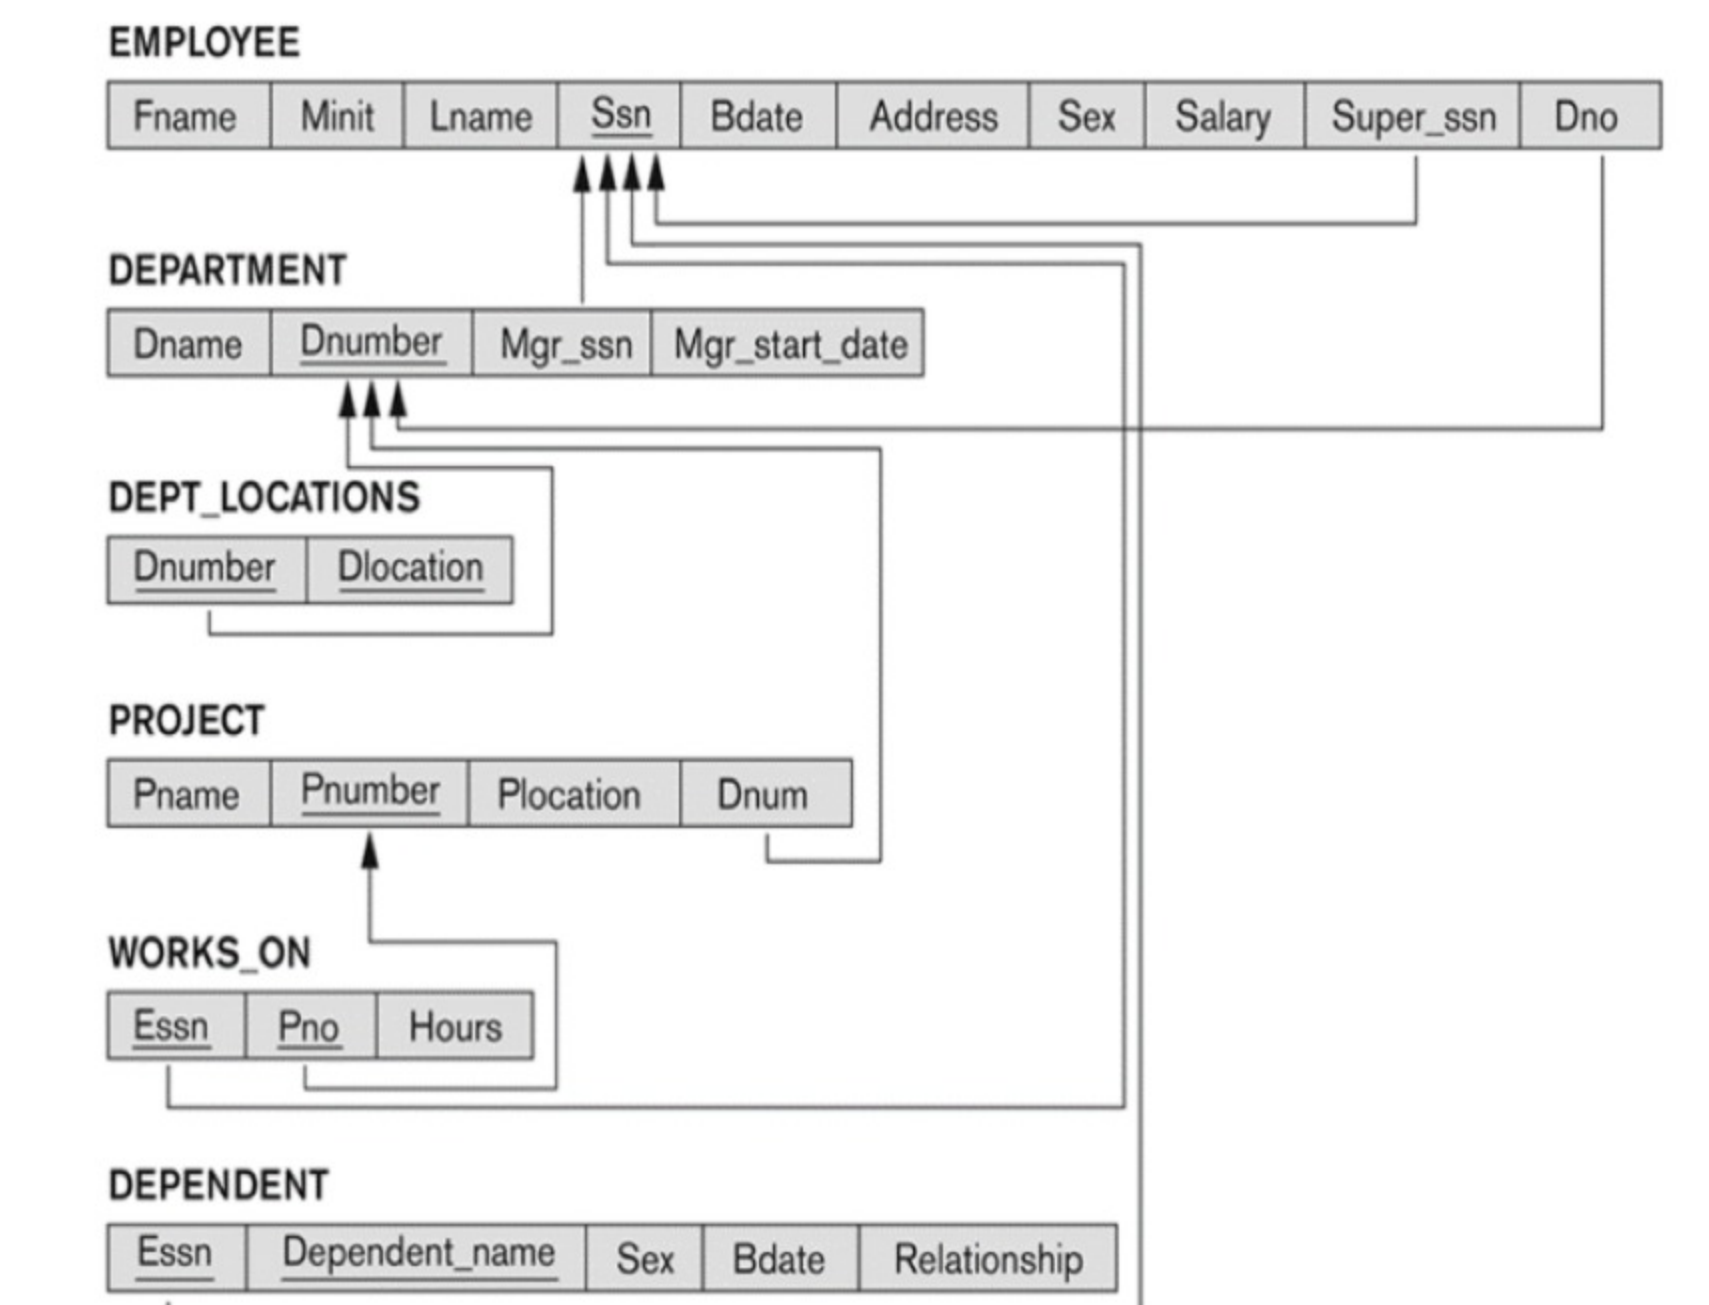 EMPLOYEE
Fname Minit Lname Ssn Bdate Address Sex Salary Super_ssn Dno
DEPARTMENT
Dname Dnumber Mgr_ssn Mgr_start_date
DEPT_LOCATIONS
Dnumber Dlocation
PROJECT
Pname Pnumber Plocation Dnum
WORKS_ON
Essn Pno Hours
DEPENDENT
Essn Dependent_name Sex Bdate Relationship